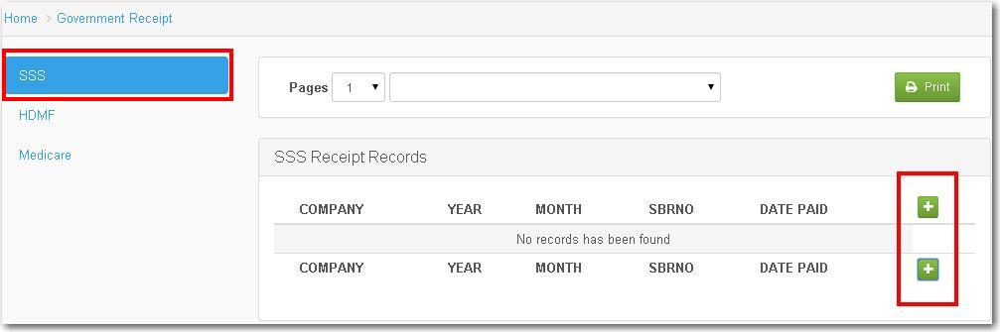 Home > Government Receipt
SSS
HDMF
Medicare
Pages 1 Print
SSS Receipt Records
COMPANY YEAR MONTH SBRNO DATE PAID
No records has been found
COMPANY YEAR MONTH SBRNO DATE PAID